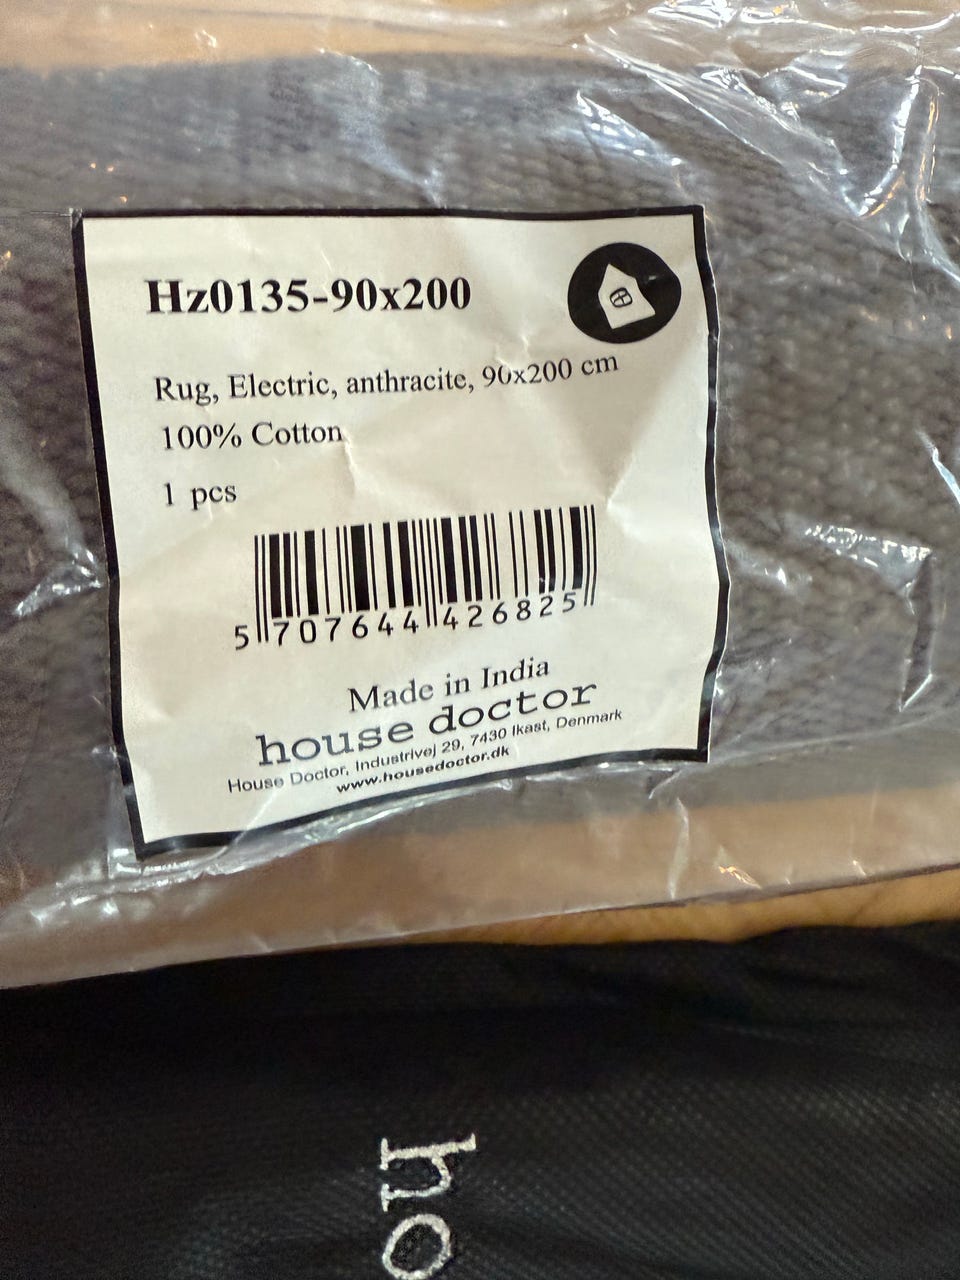 Hz0135-90x200
Rug, Electric, anthracite, 90x200 cm
100% Cotton
1 pcs
5 707644 426825
Made in India
house doctor
House Doctor, Industrivej 29, 7430 Ikast, Denmark
www.housedoctor.dk
ho